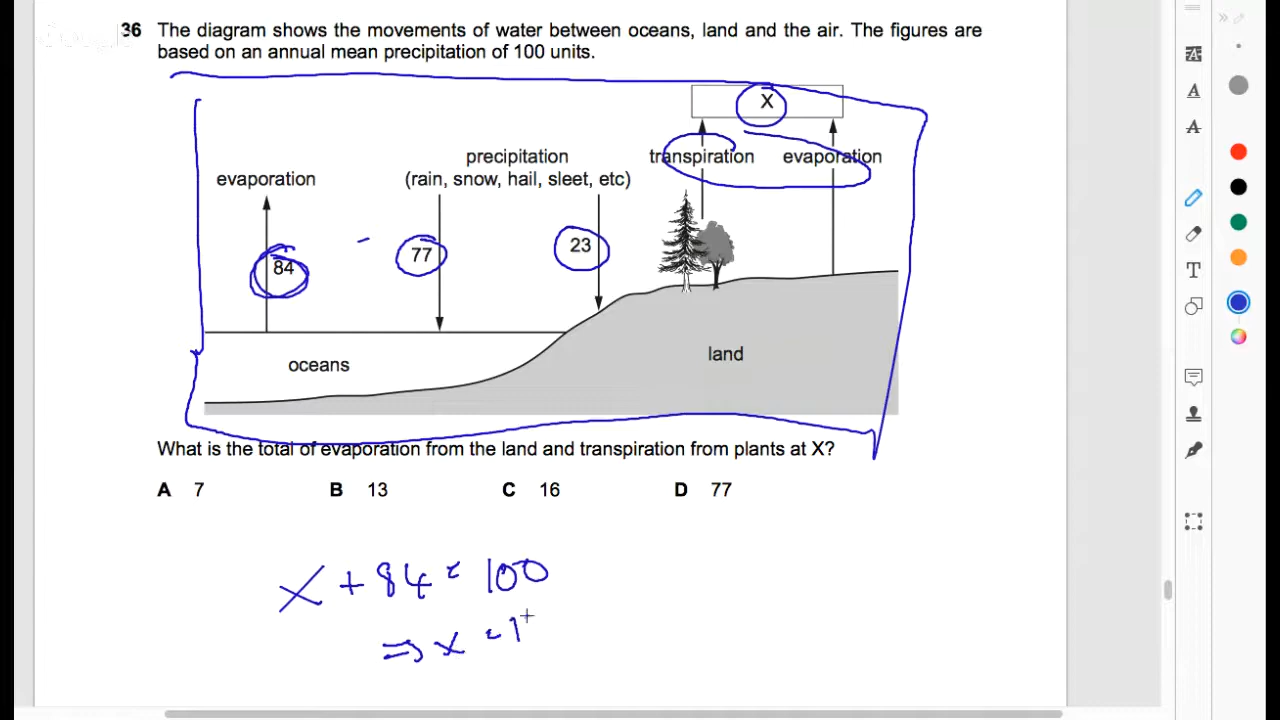 36 The diagram shows the movements of water between oceans, land and the air. The figures are
based on an annual mean precipitation of 100 units.
X
precipitation
transpiration evaporation
evaporation
(rain, snow, hail, sleet, etc)
84
77
23
oceans
land
What is the total of evaporation from the land and transpiration from plants at X?
A 7 B 13 C 16 D 77
X + 84 = 100
⇒ x = 1